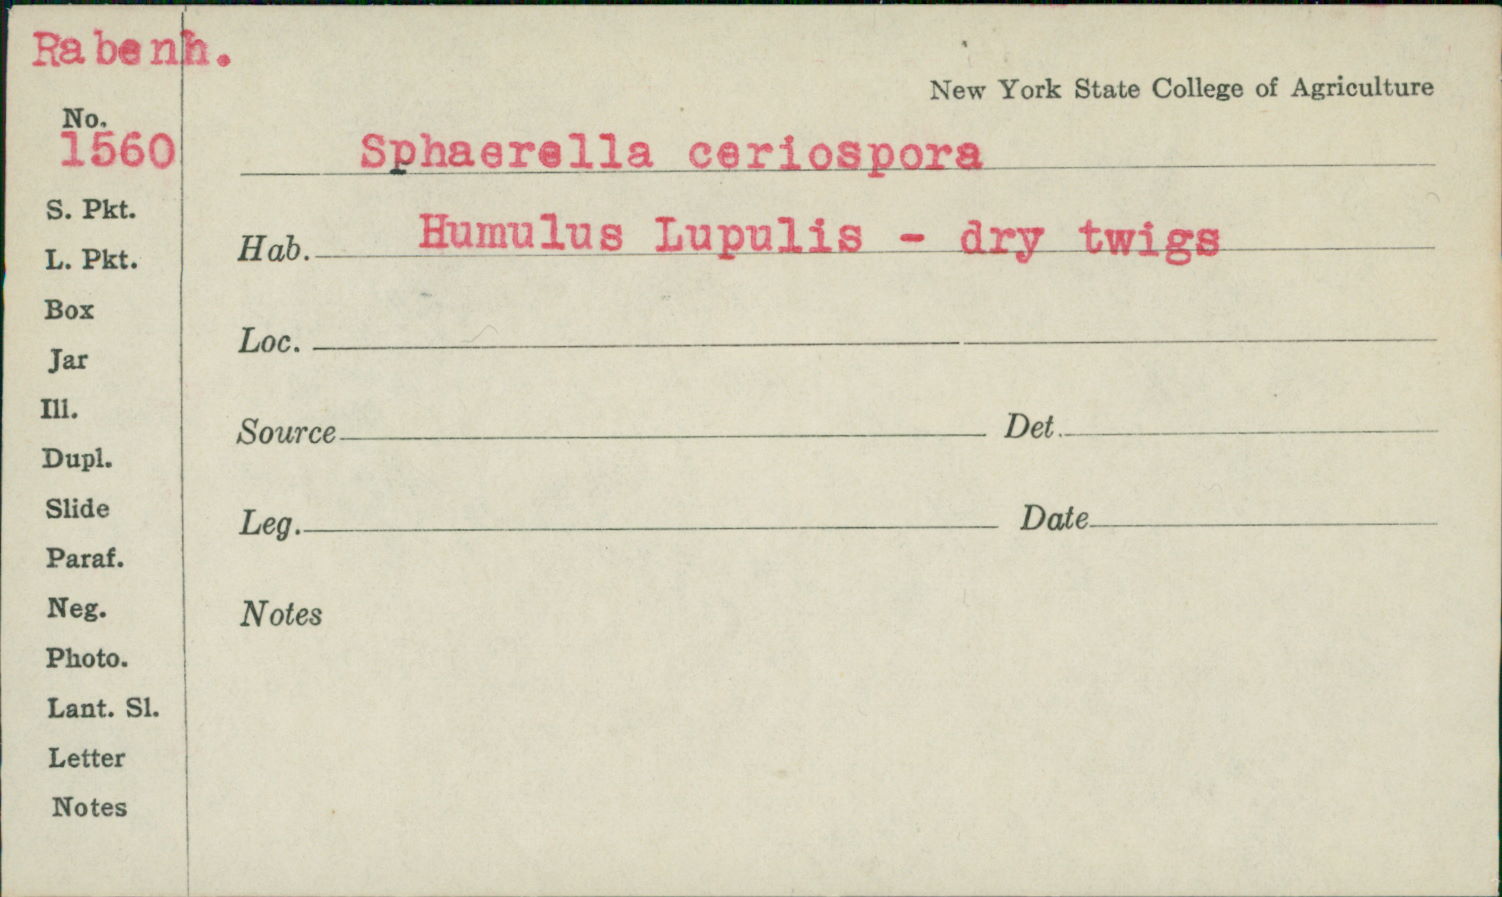 Rabenh.
New York State College of Agriculture
No.
1560
Sphaerella ceriospora
S. Pkt.
Hab. Humulus Lupulis - dry twigs
L. Pkt.
Box
Loc.
Jar
Ill.
Source Det.
Dupl.
Slide
Leg. Date
Paraf.
Neg.
Notes
Photo.
Lant. Sl.
Letter
Notes